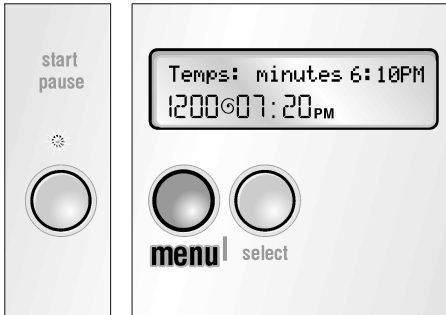 start
pause
Temps: minutes 6:10PM
1200 07:20PM
menu
select